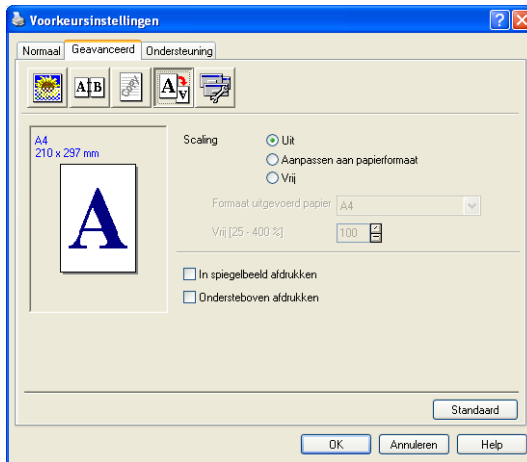 Voorkeursinstellingen
Normaal Geavanceerd Ondersteuning
A B copy A V
A4
210 x 297 mm
A
Scaling Uit
Aanpassen aan papierformaat
Vrij
Formaat uitgevoerd papier A4
Vrij [25 - 400 %] 100
In spiegelbeeld afdrukken
Ondersteboven afdrukken
Standaard
OK Annuleren Help